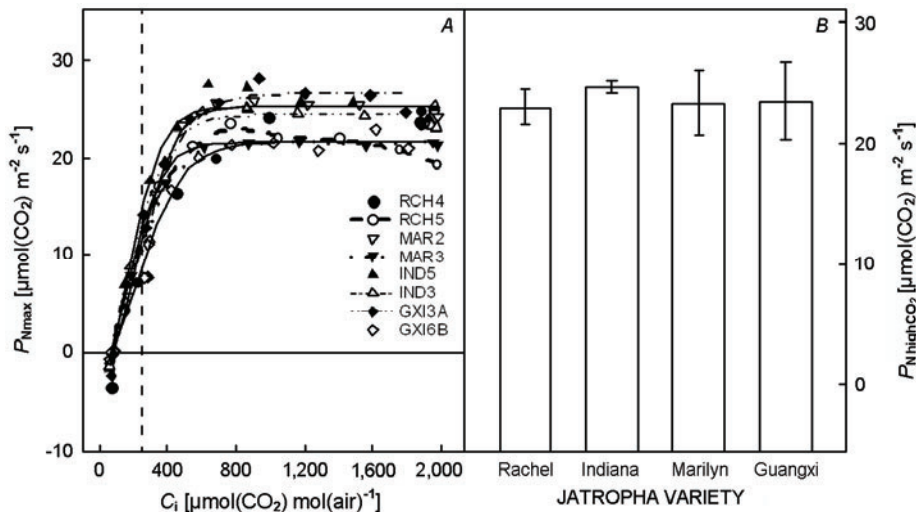 A
B
30
20
10
0
-10
P_Nmax [µmol(CO₂) m⁻² s⁻¹]
RCH4
RCH5
MAR2
MAR3
IND5
IND3
GXI3A
GXI6B
0 400 800 1,200 1,600 2,000
C_i [µmol(CO₂) mol(air)⁻¹]
30
20
10
0
P_NhighCO₂ [µmol(CO₂) m⁻² s⁻¹]
Rachel Indiana Marilyn Guangxi
JATROPHA VARIETY